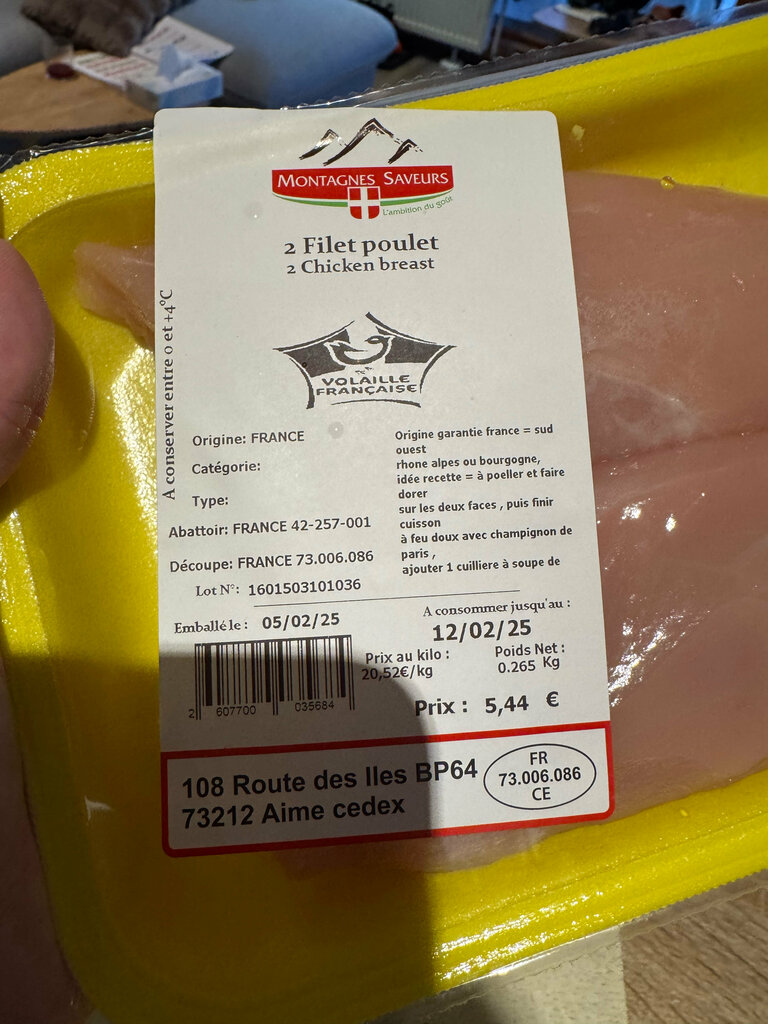 MONTAGNES SAVEURS
L'ambition du goût
2 Filet poulet
2 Chicken breast
A conserver entre 0 et +4°C
VOLAILLE
FRANÇAISE
Origine: FRANCE
Catégorie:
Type:
Abattoir: FRANCE 42-257-001
Découpe: FRANCE 73.006.086
Lot N°: 1601503101036
Origine garantie france = sud
ouest
rhone alpes ou bourgogne,
idée recette = à poeller et faire
dorer
sur les deux faces , puis finir
cuisson
à feu doux avec champignon de
paris ,
ajouter 1 cuilliere à soupe de
Emballé le : 05/02/25
A consommer jusqu'au :
12/02/25
Prix au kilo :
20,52€/kg
Poids Net :
0.265 Kg
2 607700 035684
Prix : 5,44 €
108 Route des Iles BP64
73212 Aime cedex
FR
73.006.086
CE